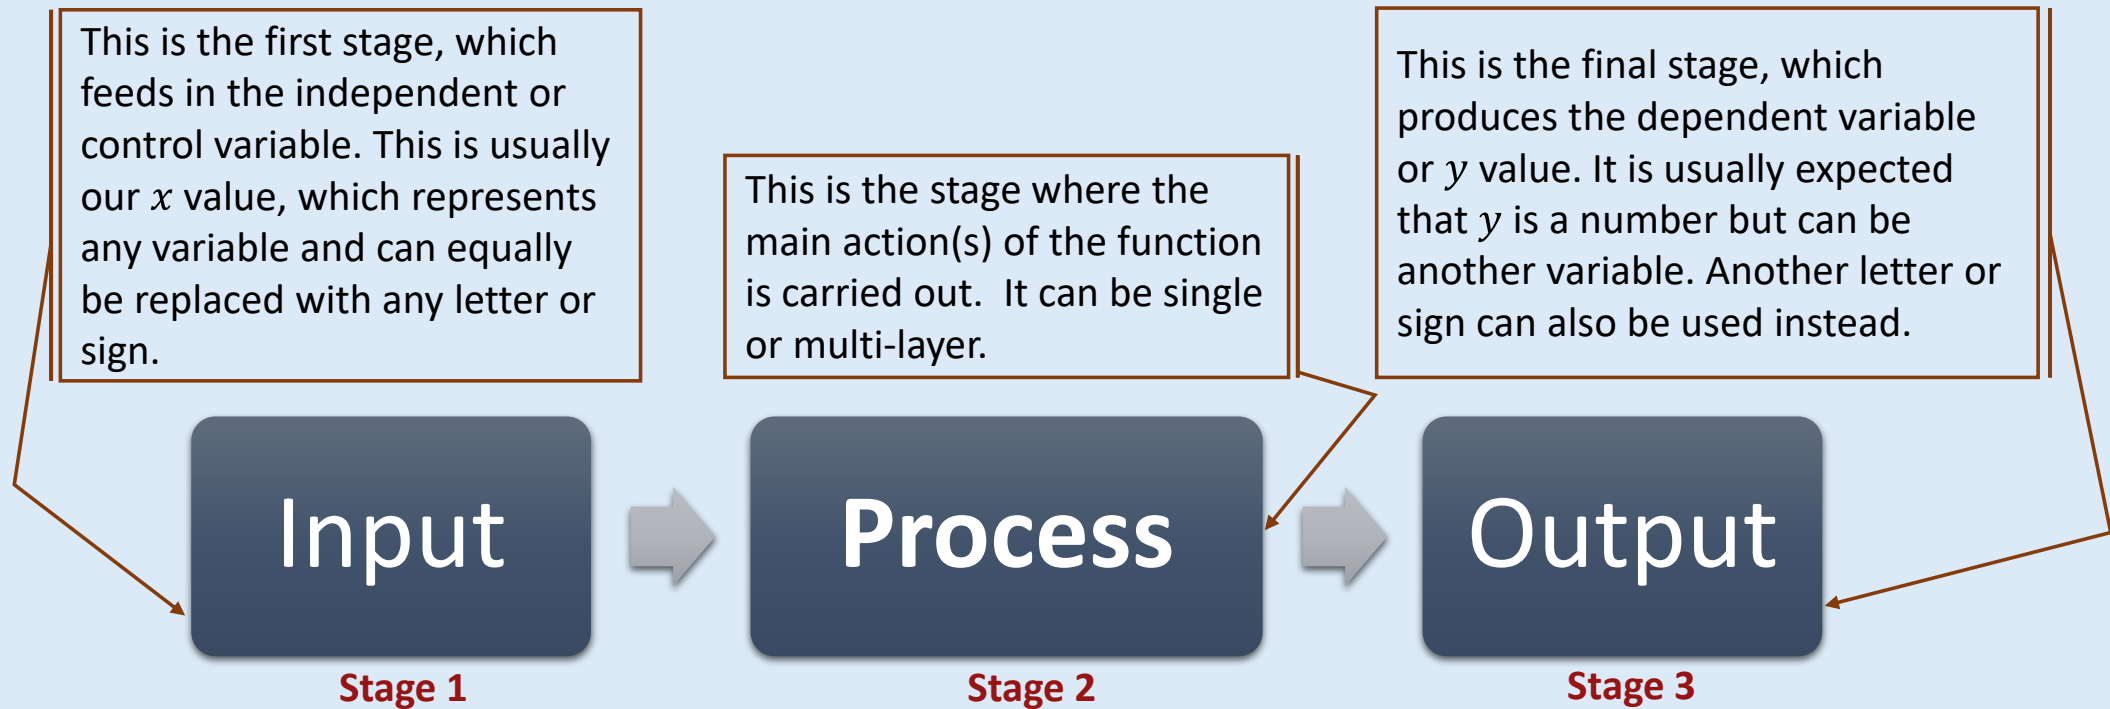 This is the first stage, which
feeds in the independent or
control variable. This is usually
our x value, which represents
any variable and can equally
be replaced with any letter or
sign.
This is the stage where the
main action(s) of the function
is carried out.  It can be single
or multi-layer.
This is the final stage, which
produces the dependent variable
or y value. It is usually expected
that y is a number but can be
another variable. Another letter or
sign can also be used instead.
Input
Process
Output
Stage 1
Stage 2
Stage 3